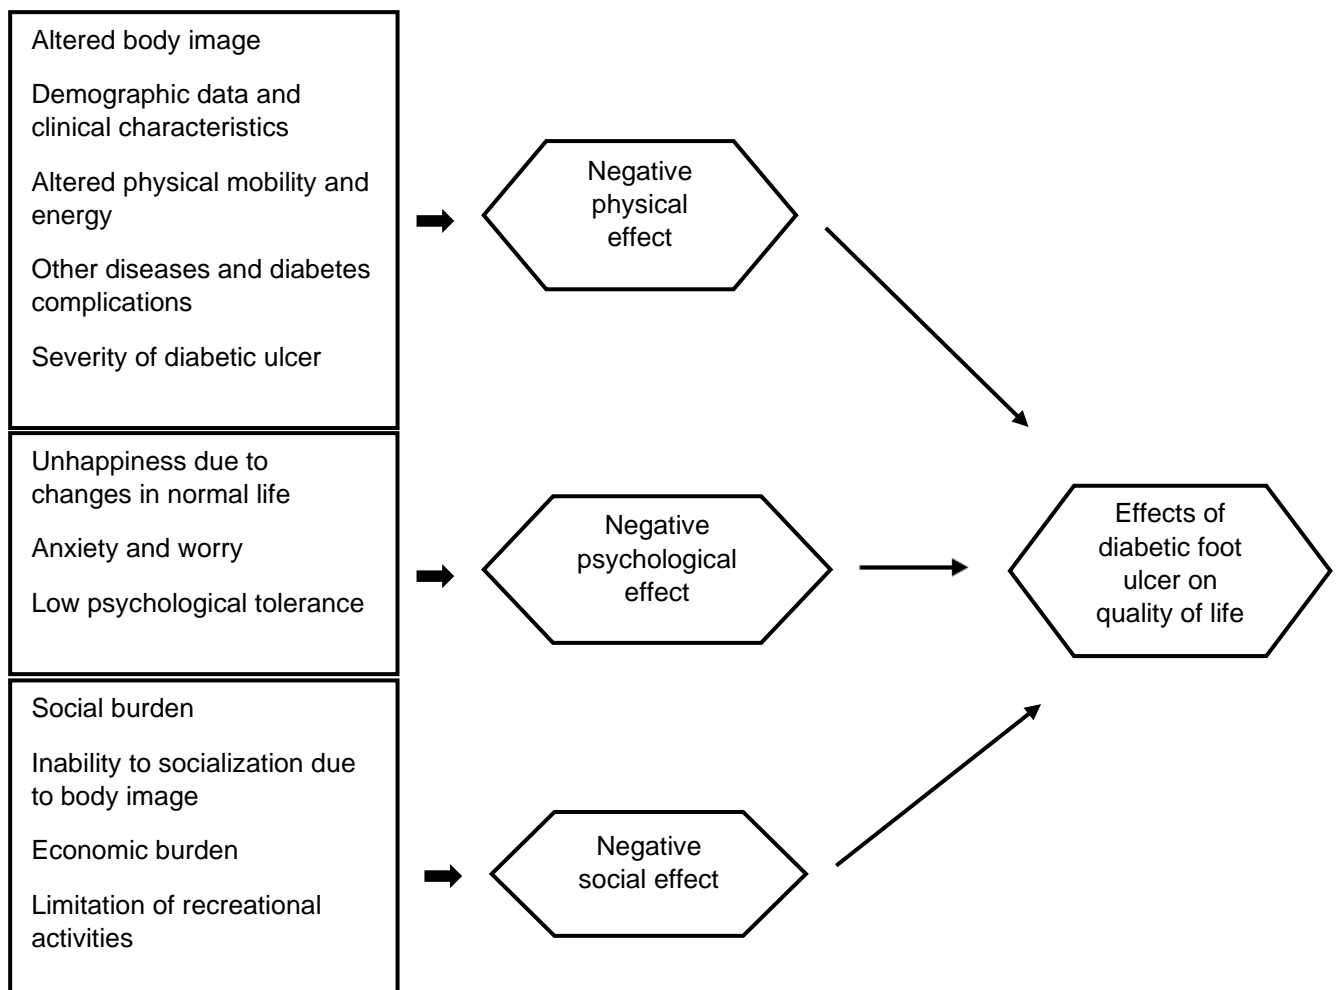 Altered body image
Demographic data and
clinical characteristics
Altered physical mobility and
energy
Other diseases and diabetes
complications
Severity of diabetic ulcer
Negative
physical
effect
Unhappiness due to
changes in normal life
Anxiety and worry
Low psychological tolerance
Negative
psychological
effect
Effects of
diabetic foot
ulcer on
quality of life
Social burden
Inability to socialization due
to body image
Economic burden
Limitation of recreational
activities
Negative
social effect